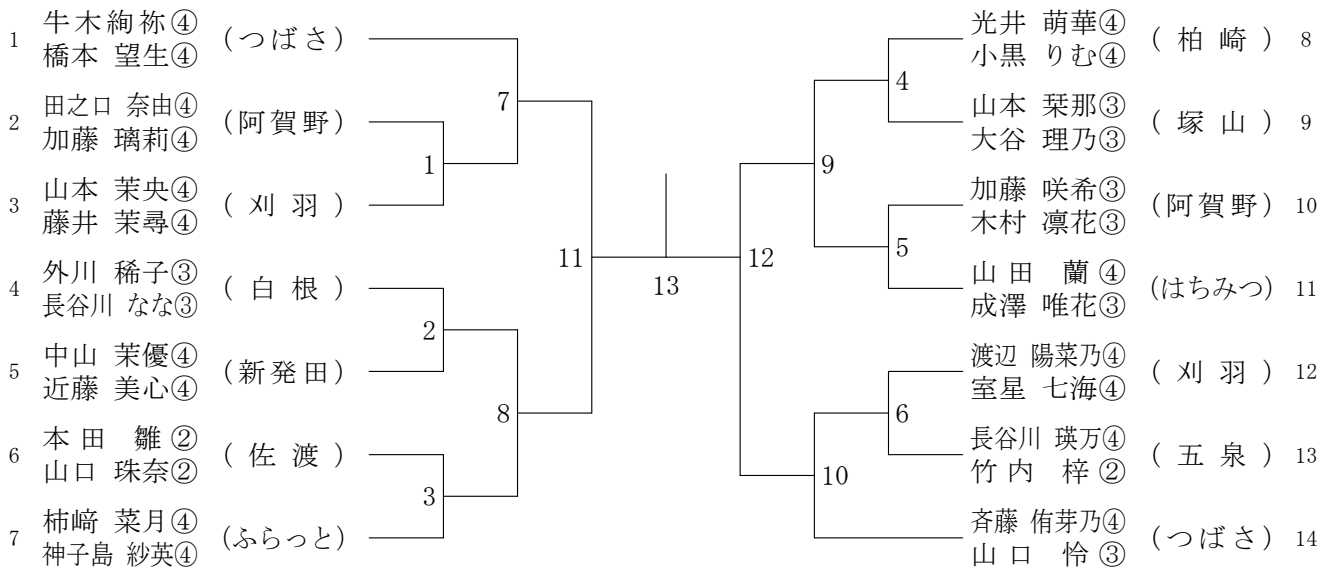 1 牛木絢祢④ (つばさ)
橋本 望生④
2 田之口 奈由④ (阿賀野)
加藤 璃莉④
3 山本 茉央④ (刈羽)
藤井 茉尋④
4 外川 稀子③ (白根)
長谷川 なな③
5 中山 茉優④ (新発田)
近藤 美心④
6 本田 雛② (佐渡)
山口 珠奈②
7 柿﨑 菜月④ (ふらっと)
神子島 紗英④
7
1
11
2
8
3
13
12
4
9
5
6
10
光井 萌華④ (柏崎) 8
小黒 りむ④
山本 栞那③ (塚山) 9
大谷 理乃③
加藤 咲希③ (阿賀野) 10
木村 凛花③
山田 蘭④ (はちみつ) 11
成澤 唯花③
渡辺 陽菜乃④ (刈羽) 12
室星 七海④
長谷川 瑛万④ (五泉) 13
竹内 梓②
斉藤 侑芽乃④ (つばさ) 14
山口 怜③